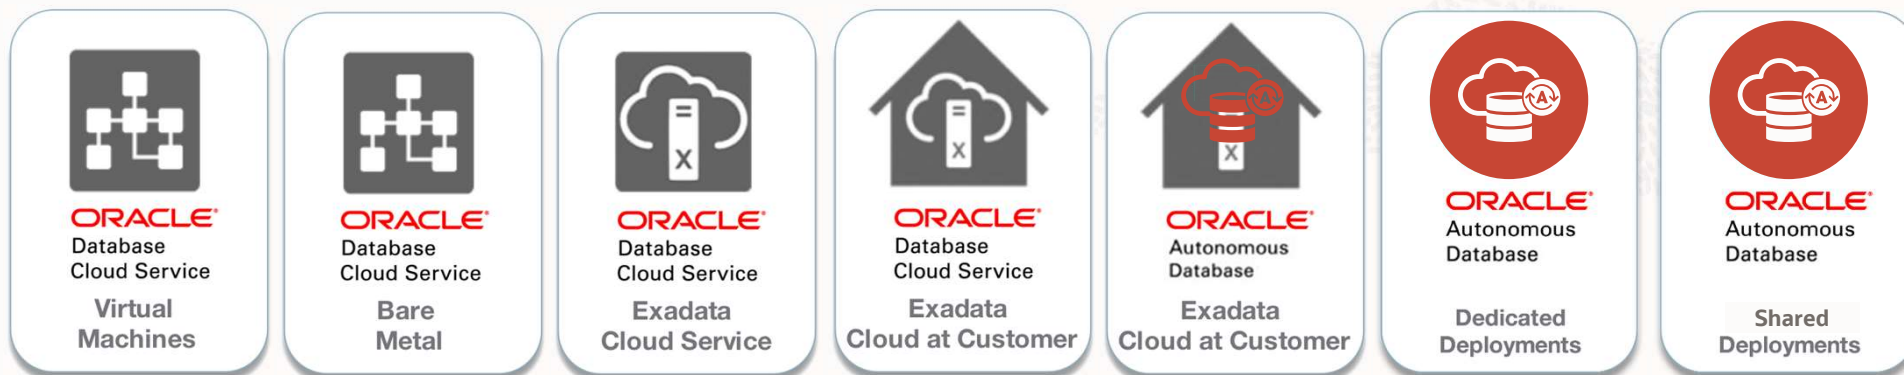 ORACLE
Database
Cloud Service
Virtual
Machines
ORACLE
Database
Cloud Service
Bare
Metal
X
ORACLE
Database
Cloud Service
Exadata
Cloud Service
X
ORACLE
Database
Cloud Service
Exadata
Cloud at Customer
A
X
ORACLE
Autonomous
Database
Exadata
Cloud at Customer
A
ORACLE
Autonomous
Database
Dedicated
Deployments
A
ORACLE
Autonomous
Database
Shared
Deployments